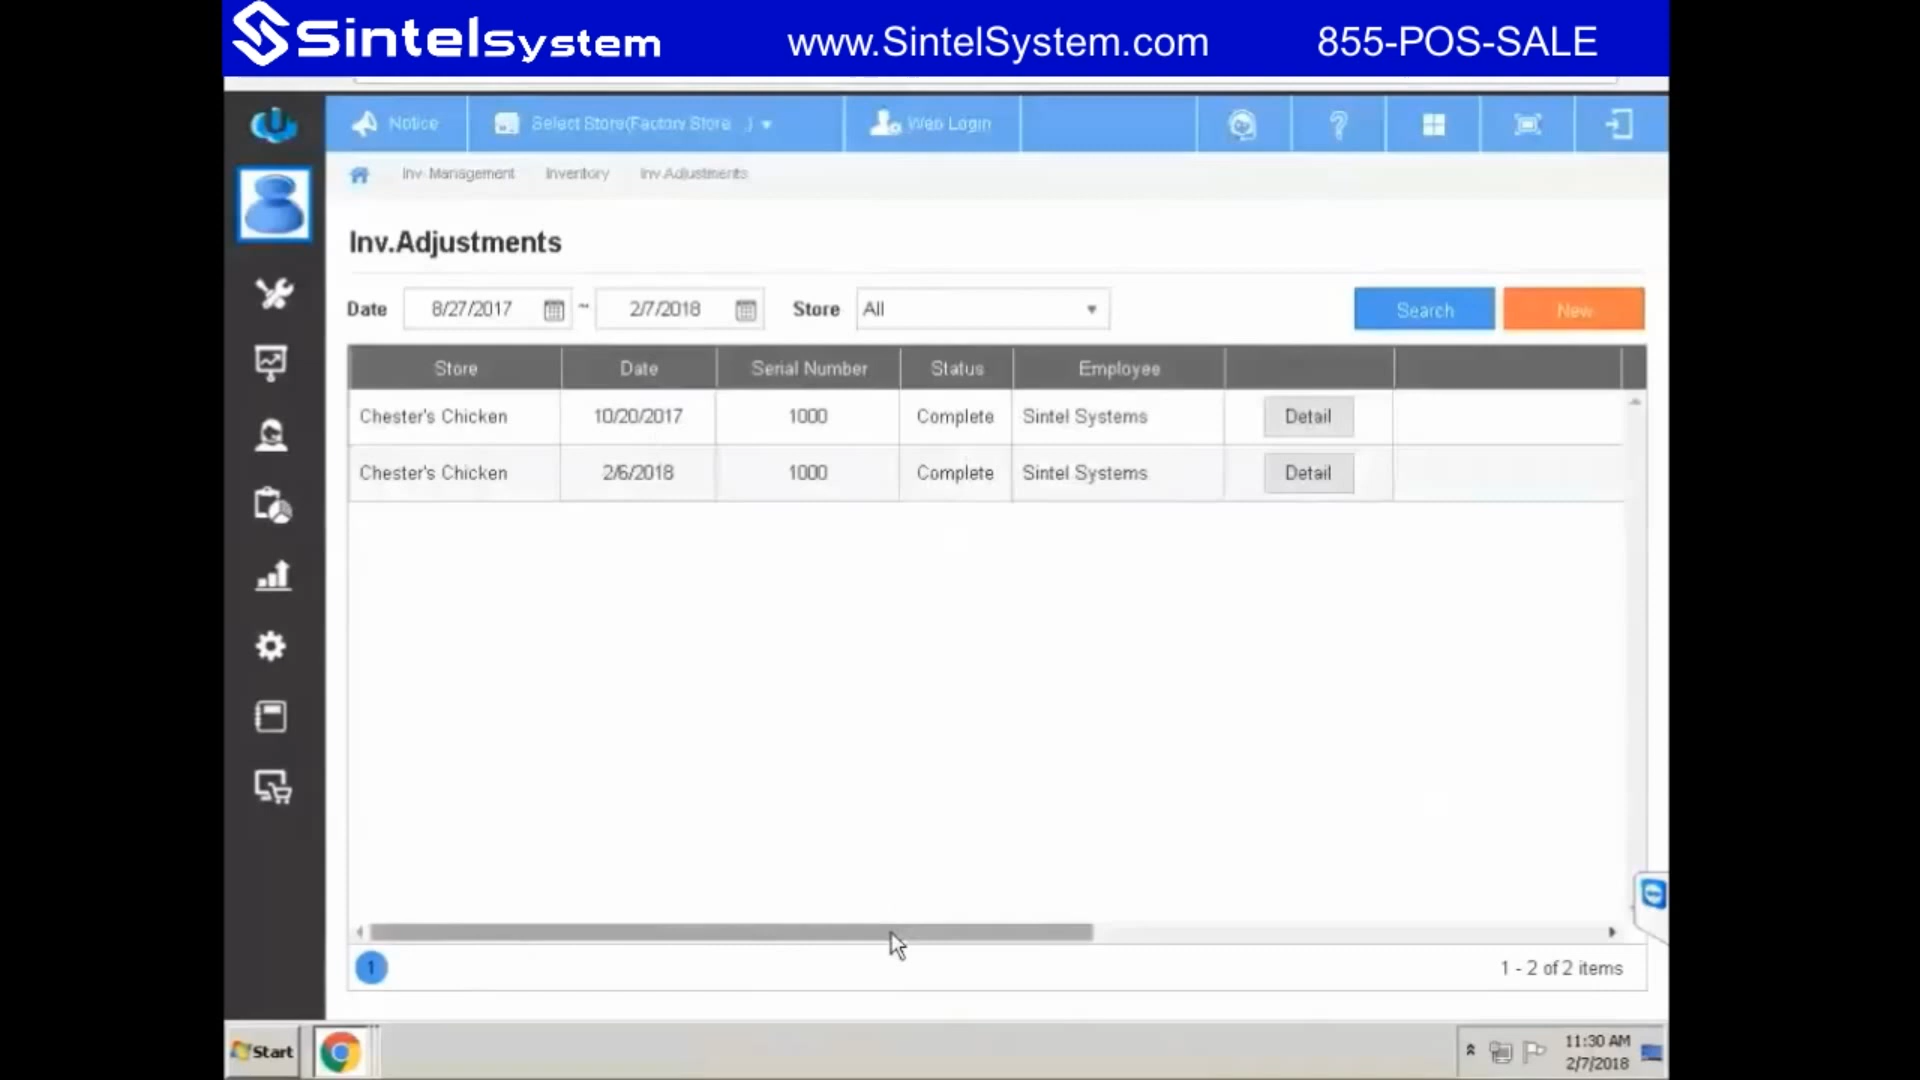 Sintelsystem www.SintelSystem.com 855-POS-SALE
Notice Select Store(Factory Store ..) Web Login ?
Inv. Management Inventory Inv.Adjustments
Inv.Adjustments
Date 8/27/2017 ~ 2/7/2018 Store All Search New
Store Date Serial Number Status Employee
Chester's Chicken 10/20/2017 1000 Complete Sintel Systems Detail
Chester's Chicken 2/6/2018 1000 Complete Sintel Systems Detail
1 1 - 2 of 2 items
Start 11:30 AM
2/7/2018